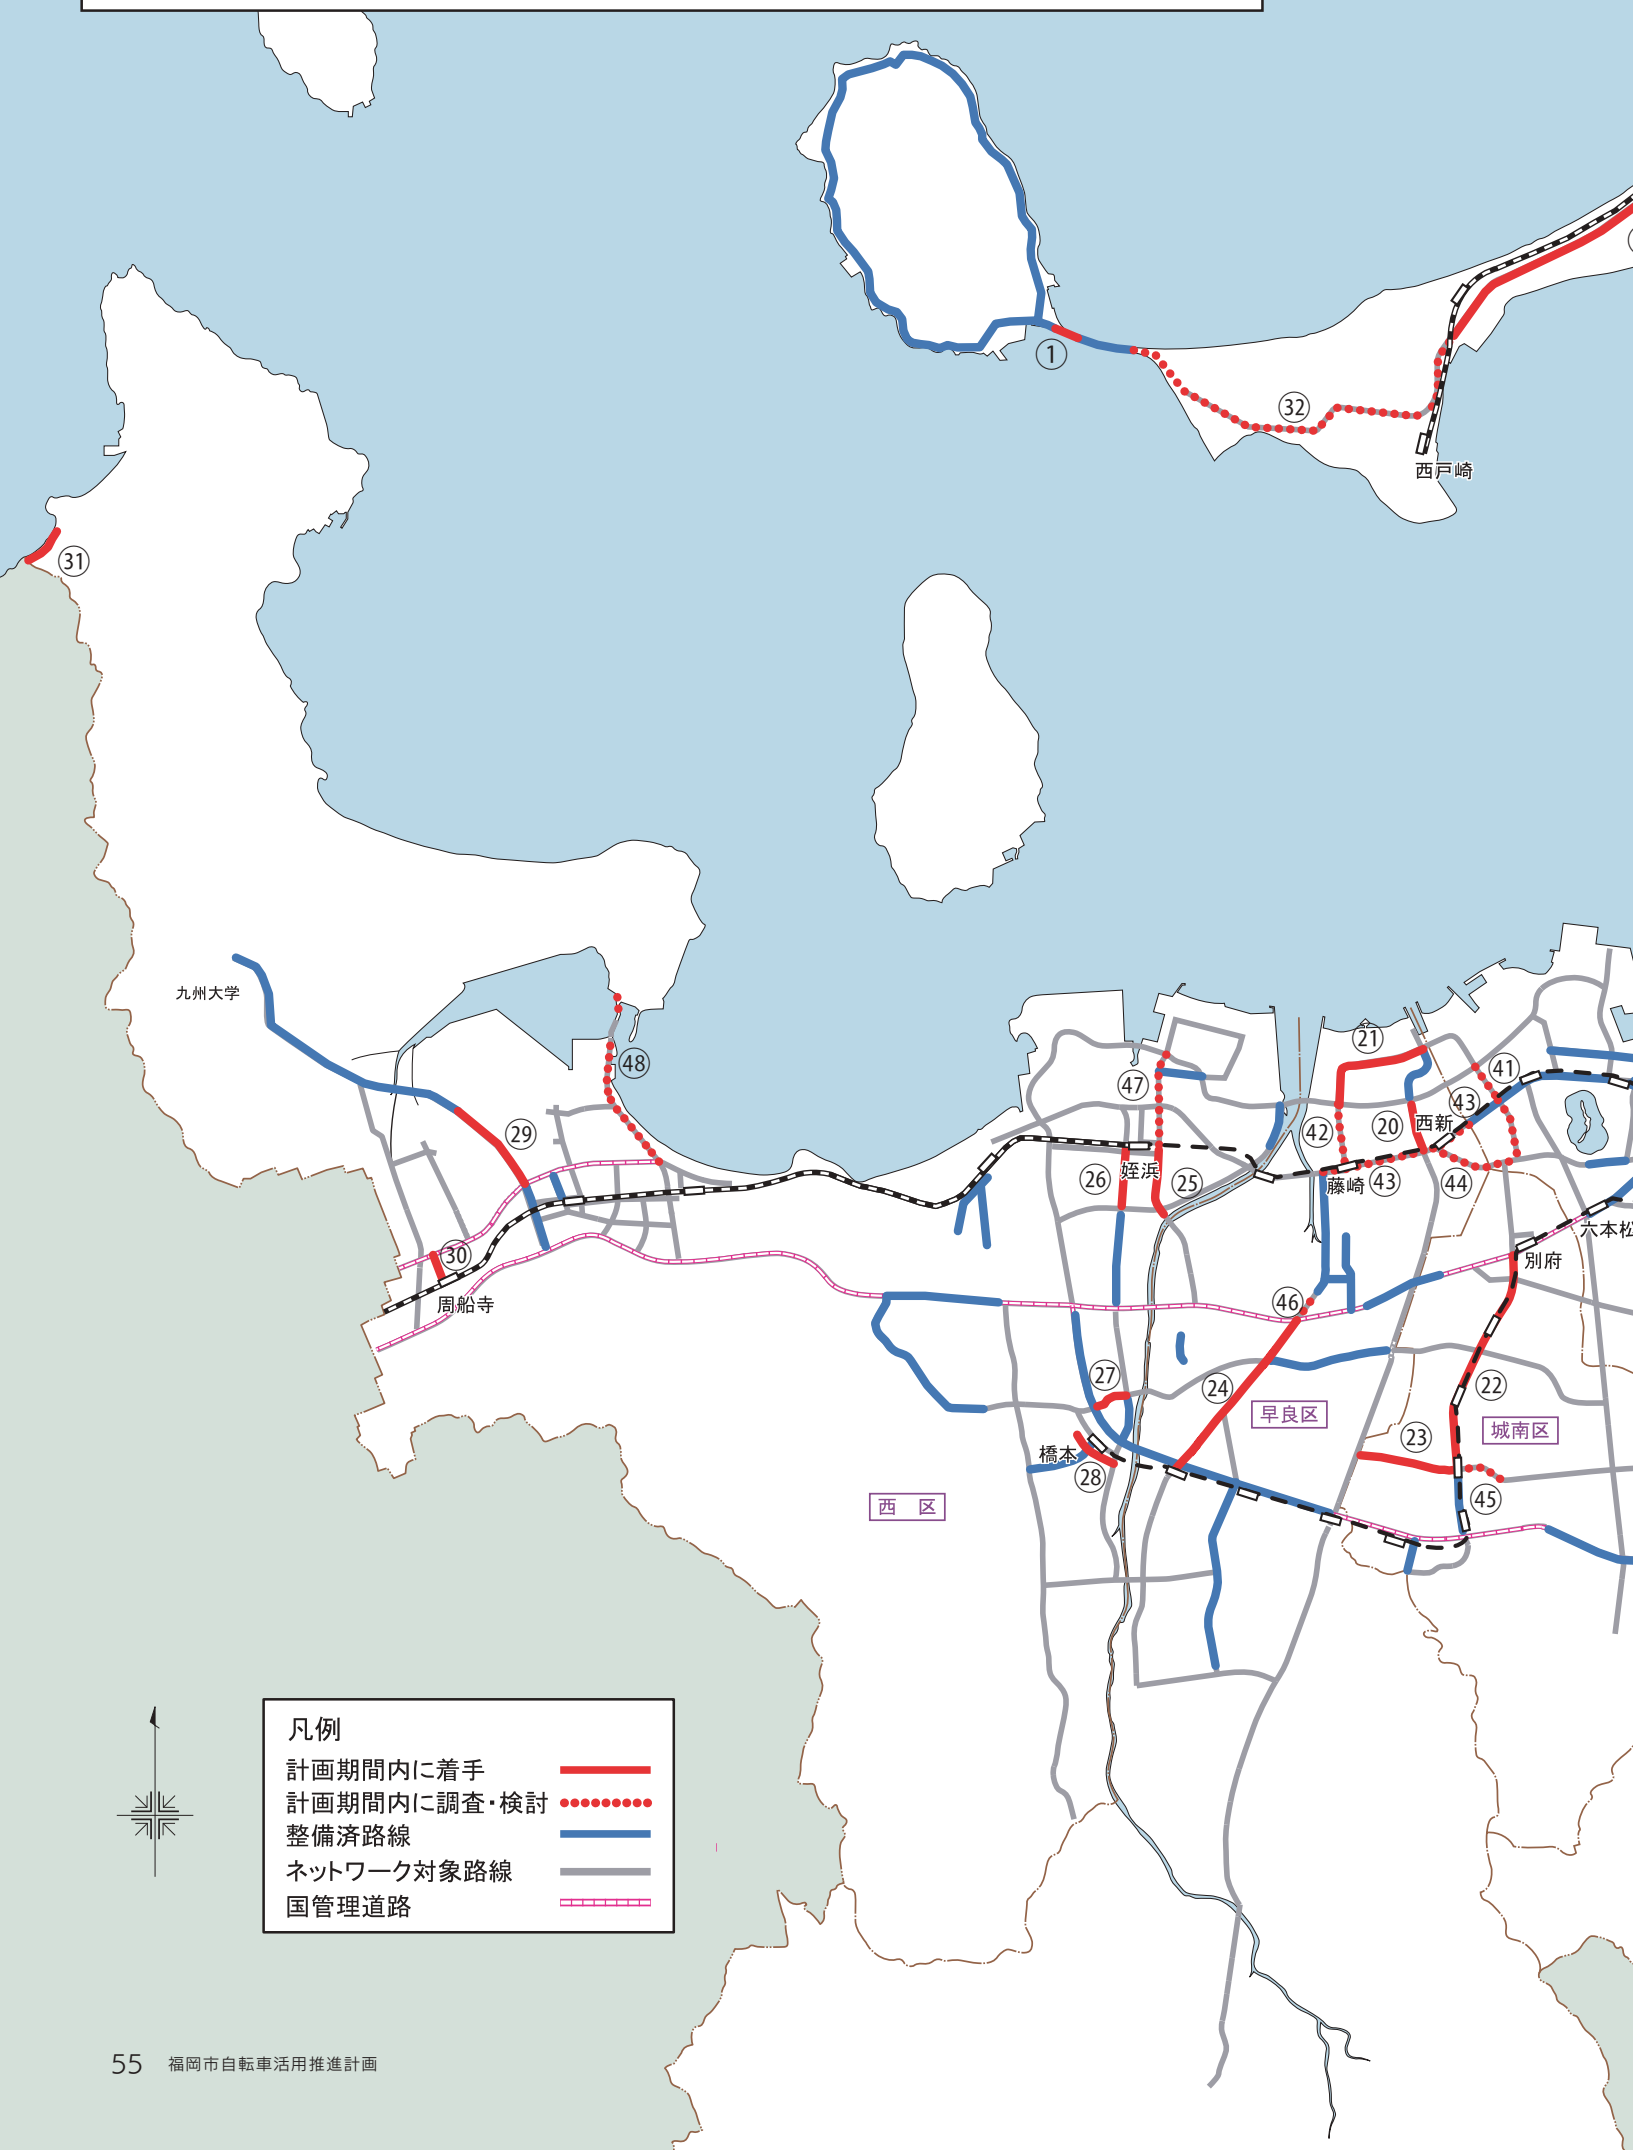 ①
㉜
西戸崎
㉛
九州大学
㊽
㉑
㊶
㊼
㊸
西新
⑳
㊷
㉙
姪浜
㉖
㉕
藤崎
㊸
㊹
六本松
㉚
別府
周船寺
㊻
㉗
㉔
㉒
早良区
城南区
㉓
橋本
㉘
㊺
西 区
凡例
計画期間内に着手
計画期間内に調査・検討
整備済路線
ネットワーク対象路線
国管理道路
55 福岡市自転車活用推進計画